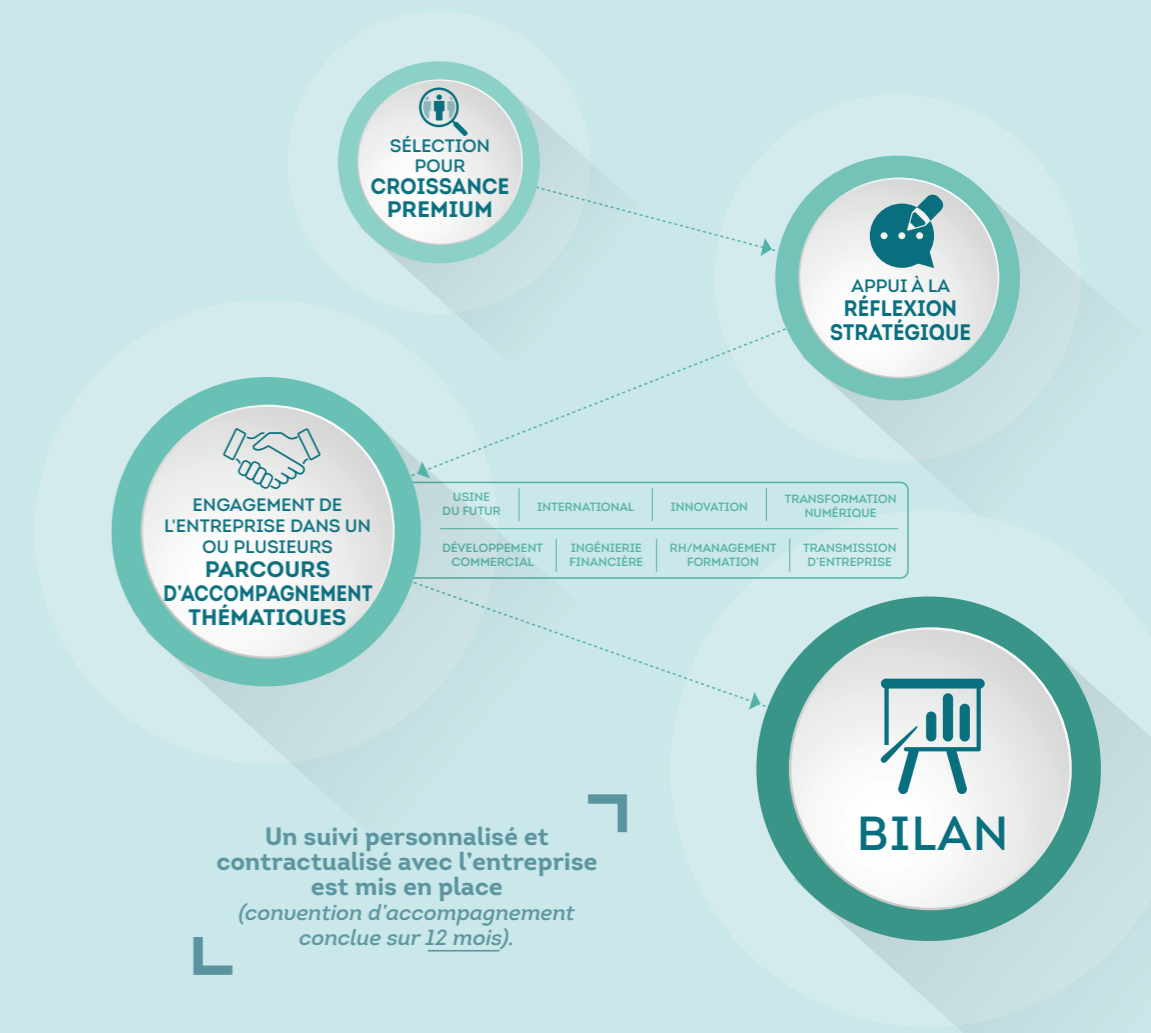 SÉLECTION
POUR
CROISSANCE
PREMIUM
APPUI À LA
RÉFLEXION
STRATÉGIQUE
ENGAGEMENT DE
L'ENTREPRISE DANS UN
OU PLUSIEURS
PARCOURS
D'ACCOMPAGNEMENT
THÉMATIQUES
USINE
DU FUTUR
INTERNATIONAL
INNOVATION
TRANSFORMATION
NUMÉRIQUE
DÉVELOPPEMENT
COMMERCIAL
INGÉNIERIE
FINANCIÈRE
RH/MANAGEMENT
FORMATION
TRANSMISSION
D'ENTREPRISE
BILAN
Un suivi personnalisé et
contractualisé avec l'entreprise
est mis en place
(convention d'accompagnement
conclue sur 12 mois).